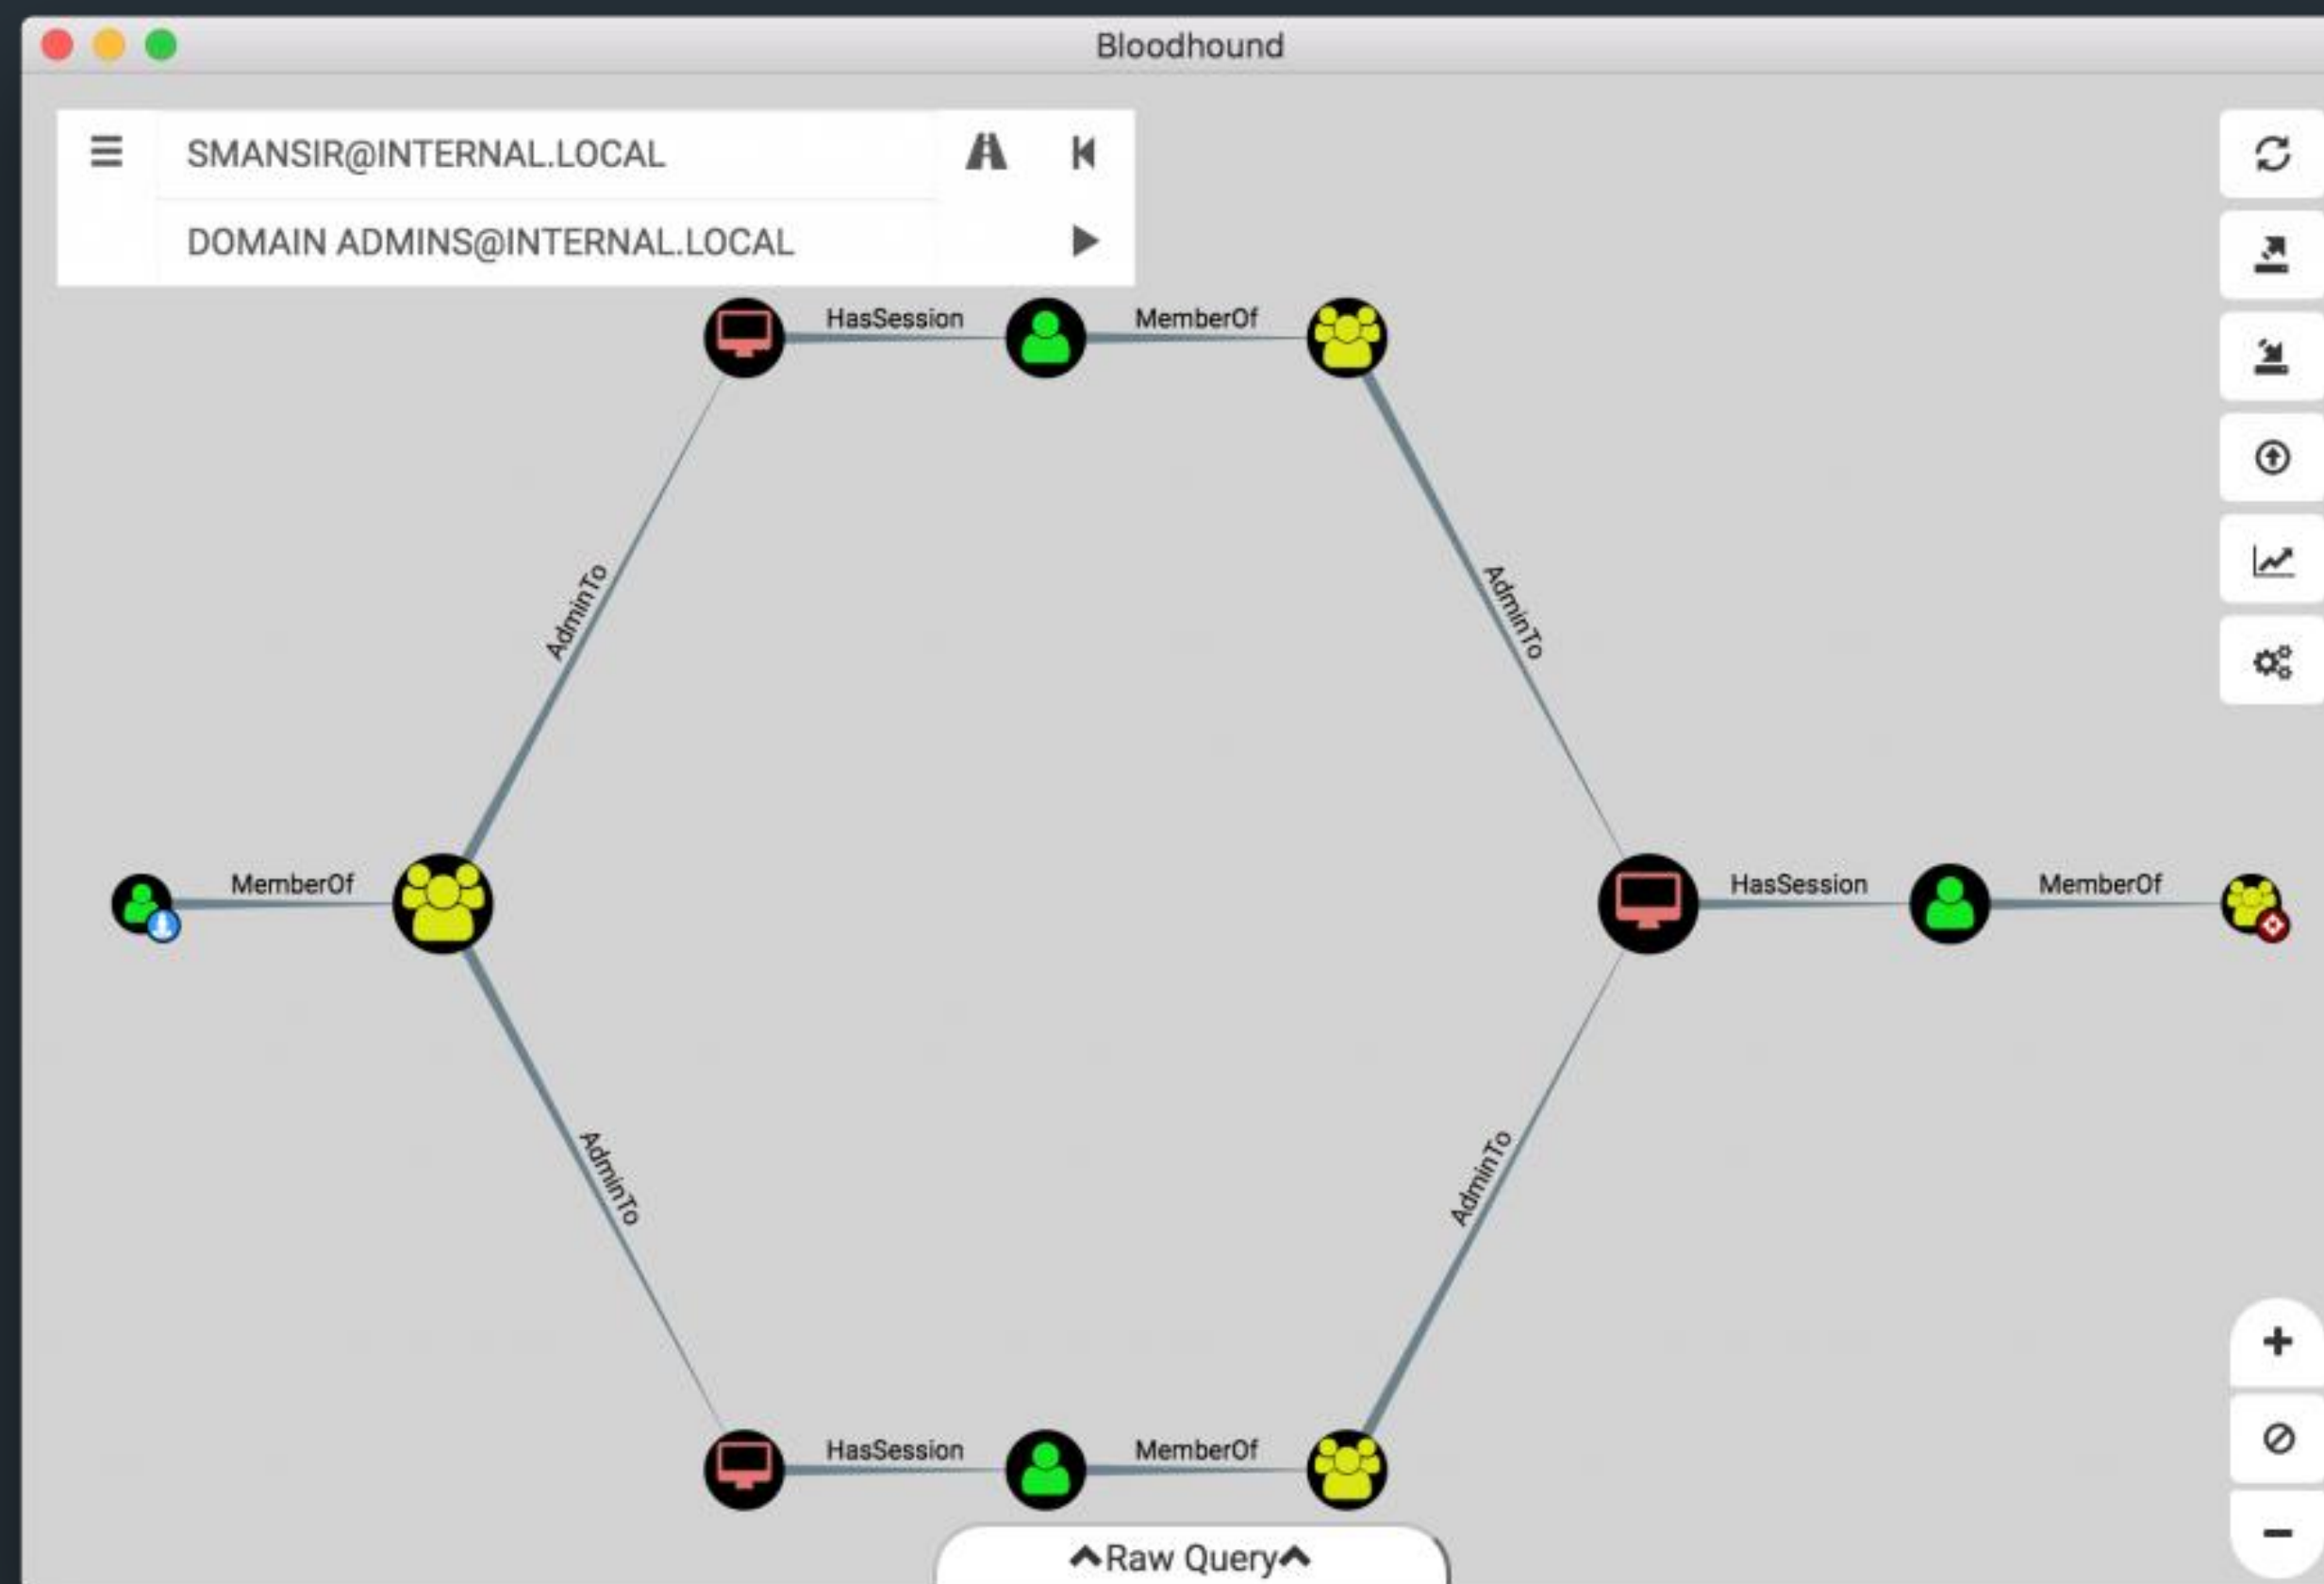 Bloodhound
SMANSIR@INTERNAL.LOCAL
DOMAIN ADMINS@INTERNAL.LOCAL
HasSession
MemberOf
AdminTo
AdminTo
MemberOf
HasSession
MemberOf
AdminTo
AdminTo
HasSession
MemberOf
Raw Query